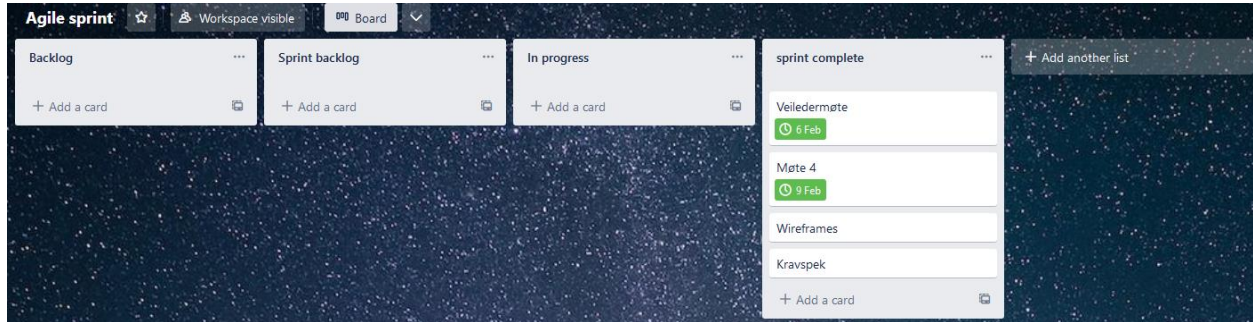 Agile sprint Workspace visible Board
Backlog
+ Add a card
Sprint backlog
+ Add a card
In progress
+ Add a card
sprint complete
Veiledermøte
6 Feb
Møte 4
9 Feb
Wireframes
Kravspek
+ Add a card
+ Add another list